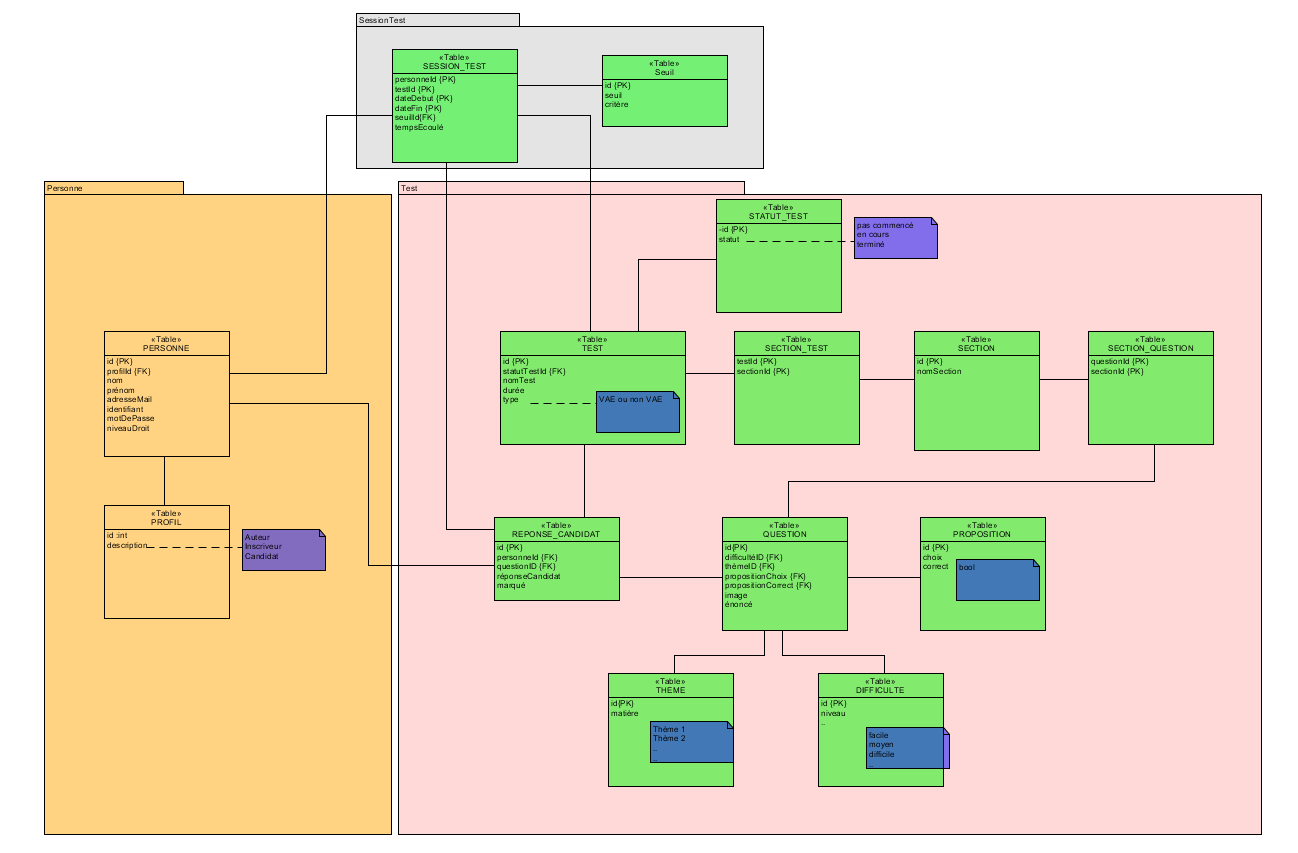 SessionTest
«Table»
SESSION_TEST
personneId {PK}
testId {PK}
dateDebut {PK}
dateFin {PK}
seuilId{FK}
tempsEcoulé
«Table»
Seuil
id {PK}
seuil
critère
Personne
«Table»
PERSONNE
id {PK}
profilId {FK}
nom
prénom
adresseMail
identifiant
motDePasse
niveauDroit
«Table»
PROFIL
id :int
description
Auteur
Inscriveur
Candidat
Test
«Table»
STATUT_TEST
-id {PK}
statut
pas commencé
en cours
terminé
«Table»
TEST
id {PK}
statutTestId {FK}
nomTest
durée
type
VAE ou non VAE
«Table»
SECTION_TEST
testId {PK}
sectionId {PK}
«Table»
SECTION
id {PK}
nomSection
«Table»
SECTION_QUESTION
questionId {PK}
sectionId {PK}
«Table»
REPONSE_CANDIDAT
id {PK}
personneId {FK}
questionID {FK}
réponseCandidat
marqué
«Table»
QUESTION
id{PK}
difficultéID {FK}
thèmeID {FK}
propositionChoix {FK}
propositionCorrect {FK}
image
énoncé
«Table»
PROPOSITION
id {PK}
choix
correct
bool
«Table»
THEME
id{PK}
matière
Thème 1
Thème 2
..
..
«Table»
DIFFICULTE
id {PK}
niveau
..
facile
moyen
difficile
..